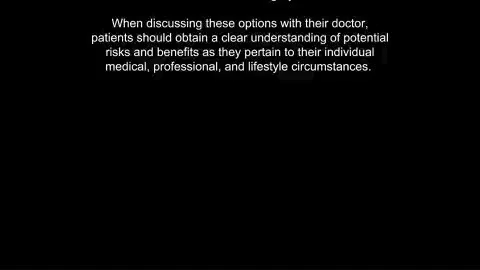 When discussing these options with their doctor,
patients should obtain a clear understanding of potential
risks and benefits as they pertain to their individual
medical, professional, and lifestyle circumstances.